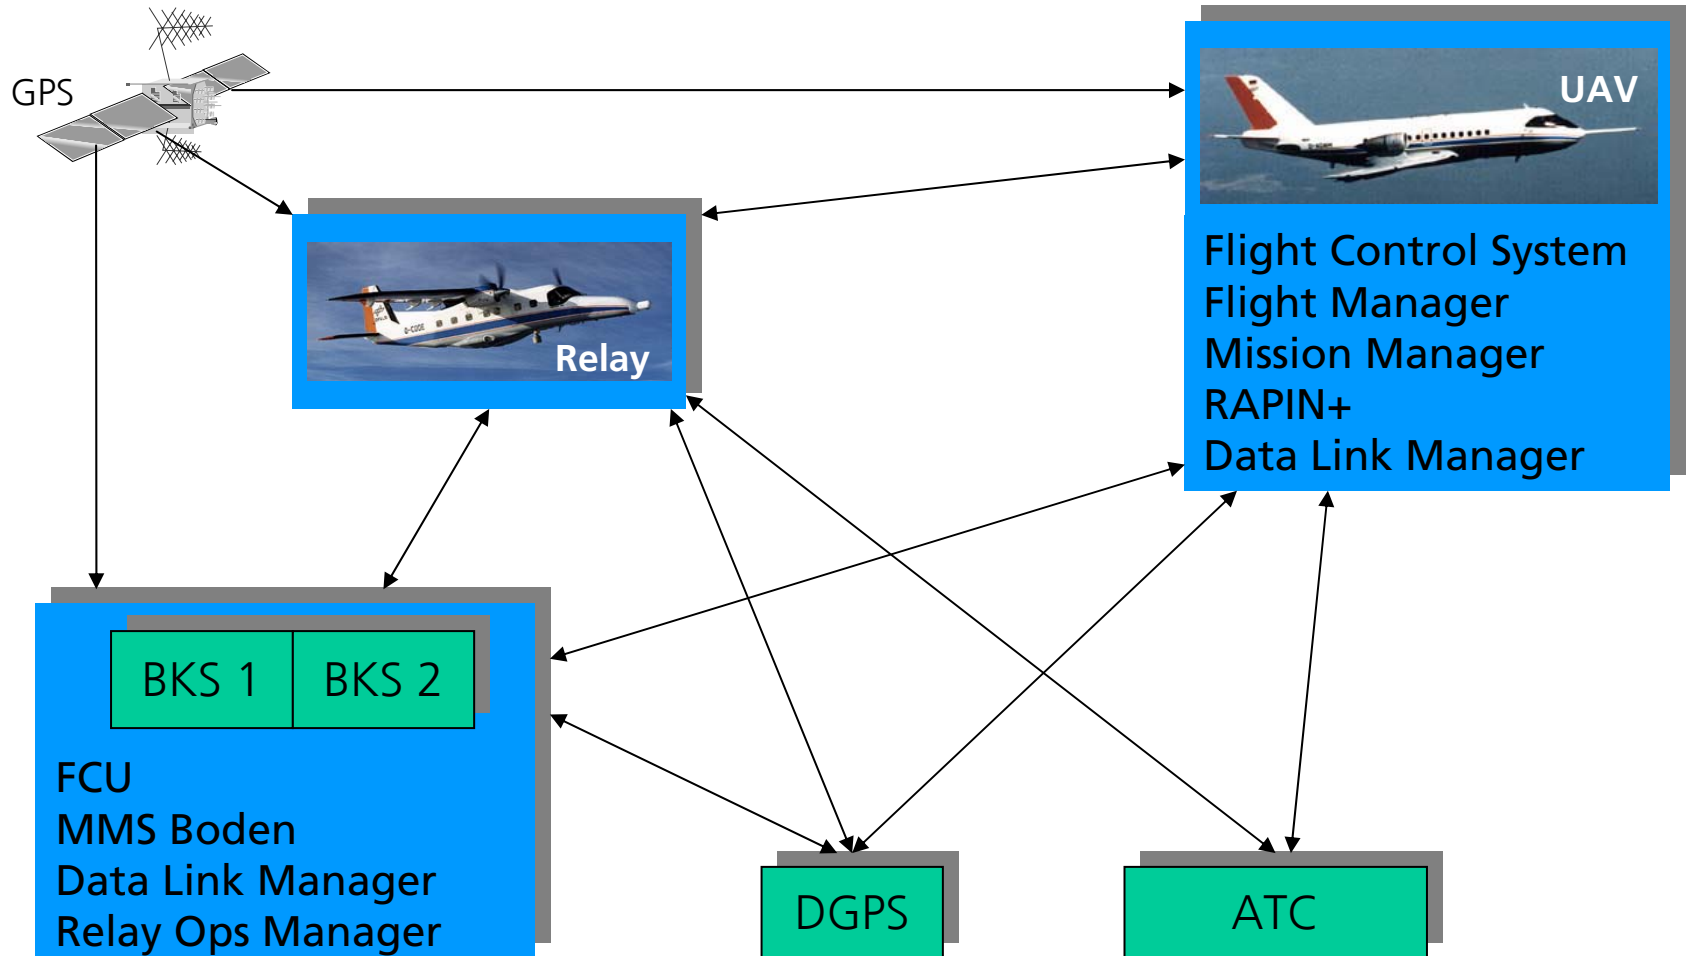 GPS
UAV
Flight Control System
Flight Manager
Mission Manager
RAPIN+
Data Link Manager
D-CODE
Relay
BKS 1
BKS 2
FCU
MMS Boden
Data Link Manager
Relay Ops Manager
DGPS
ATC